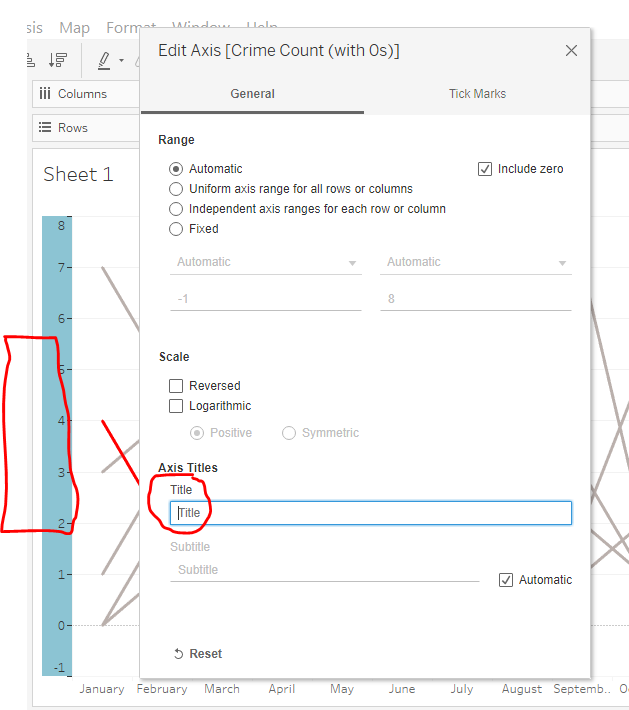 sis Map Format Window
Edit Axis [Crime Count (with 0s)]
Columns
General Tick Marks
Rows
Range
Automatic Include zero
Sheet 1
Uniform axis range for all rows or columns
Independent axis ranges for each row or column
8
Fixed
Automatic Automatic
7
-1 8
6
Scale
5
Reversed
Logarithmic
4
Positive Symmetric
3
Axis Titles
Title
Title
2
Subtitle
Subtitle
1
Automatic
0
Reset
-1
January February March April May June July August Septemb.. Oc